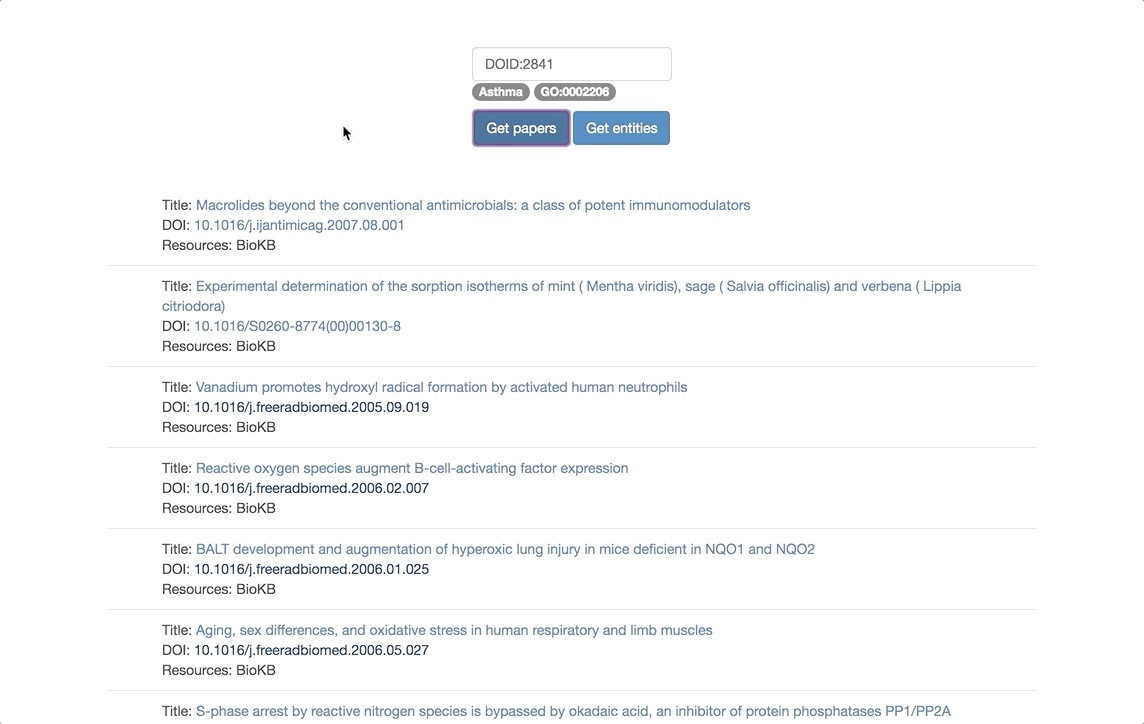 DOID:2841
Asthma GO:0002206
Get papers Get entities
Title: Macrolides beyond the conventional antimicrobials: a class of potent immunomodulators
DOI: 10.1016/j.ijantimicag.2007.08.001
Resources: BioKB
Title: Experimental determination of the sorption isotherms of mint ( Mentha viridis), sage ( Salvia officinalis) and verbena ( Lippia
citriodora)
DOI: 10.1016/S0260-8774(00)00130-8
Resources: BioKB
Title: Vanadium promotes hydroxyl radical formation by activated human neutrophils
DOI: 10.1016/j.freeradbiomed.2005.09.019
Resources: BioKB
Title: Reactive oxygen species augment B-cell-activating factor expression
DOI: 10.1016/j.freeradbiomed.2006.02.007
Resources: BioKB
Title: BALT development and augmentation of hyperoxic lung injury in mice deficient in NQO1 and NQO2
DOI: 10.1016/j.freeradbiomed.2006.01.025
Resources: BioKB
Title: Aging, sex differences, and oxidative stress in human respiratory and limb muscles
DOI: 10.1016/j.freeradbiomed.2006.05.027
Resources: BioKB
Title: S-phase arrest by reactive nitrogen species is bypassed by okadaic acid, an inhibitor of protein phosphatases PP1/PP2A